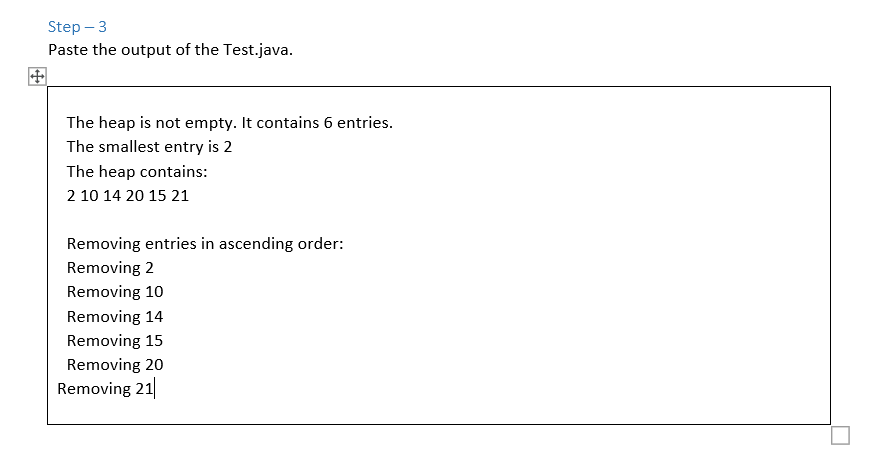 Step – 3
Paste the output of the Test.java.
The heap is not empty. It contains 6 entries.
The smallest entry is 2
The heap contains:
2 10 14 20 15 21
Removing entries in ascending order:
Removing 2
Removing 10
Removing 14
Removing 15
Removing 20
Removing 21